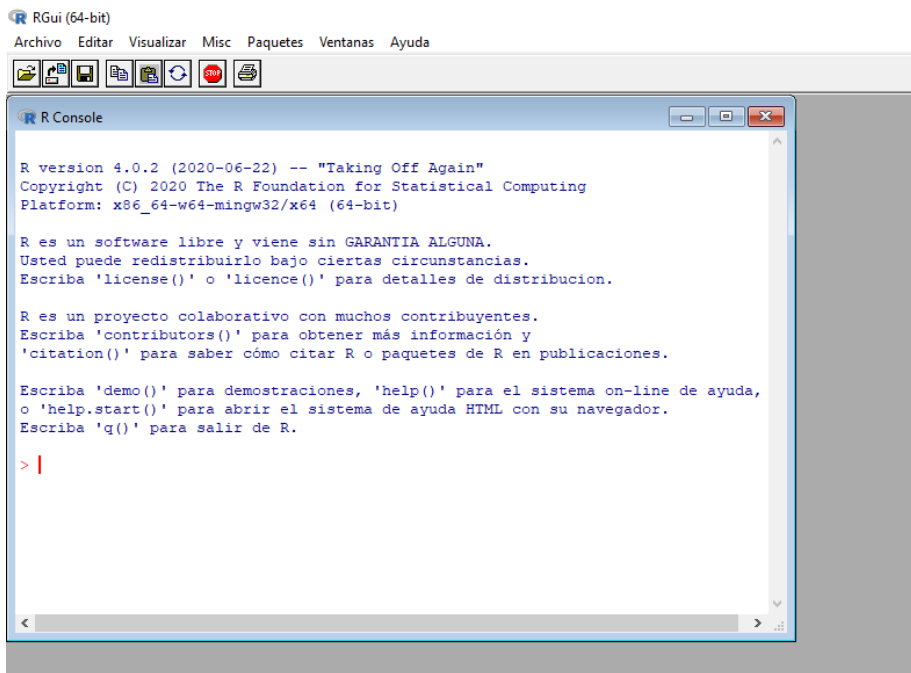 RGui (64-bit)
Archivo Editar Visualizar Misc Paquetes Ventanas Ayuda
STOP
R Console
R version 4.0.2 (2020-06-22) -- "Taking Off Again"
Copyright (C) 2020 The R Foundation for Statistical Computing
Platform: x86_64-w64-mingw32/x64 (64-bit)
R es un software libre y viene sin GARANTIA ALGUNA.
Usted puede redistribuirlo bajo ciertas circunstancias.
Escriba 'license()' o 'licence()' para detalles de distribucion.
R es un proyecto colaborativo con muchos contribuyentes.
Escriba 'contributors()' para obtener más información y
'citation()' para saber cómo citar R o paquetes de R en publicaciones.
Escriba 'demo()' para demostraciones, 'help()' para el sistema on-line de ayuda,
o 'help.start()' para abrir el sistema de ayuda HTML con su navegador.
Escriba 'q()' para salir de R.
>